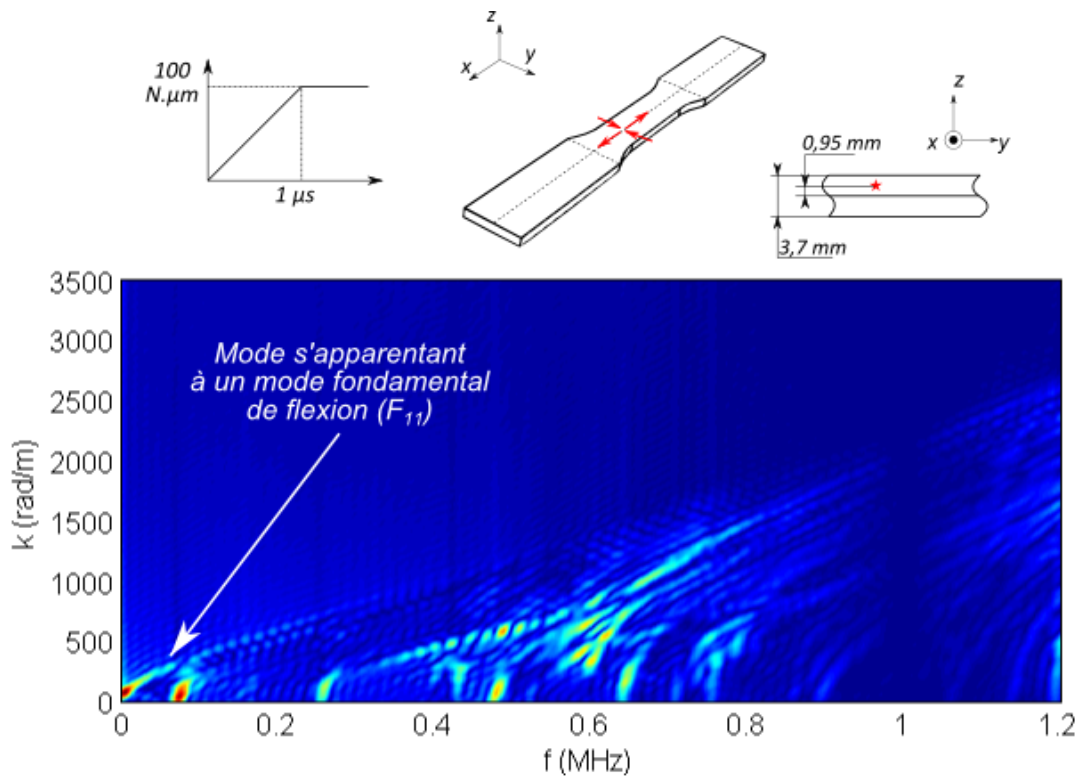 100
N.µm
1 µs
z
y
x
z
x
y
0,95 mm
3,7 mm
3500
3000
2500
2000
1500
1000
500
0
k (rad/m)
Mode s'apparentant
à un mode fondamental
de flexion (F11)
0
0.2
0.4
0.6
0.8
1
1.2
f (MHz)